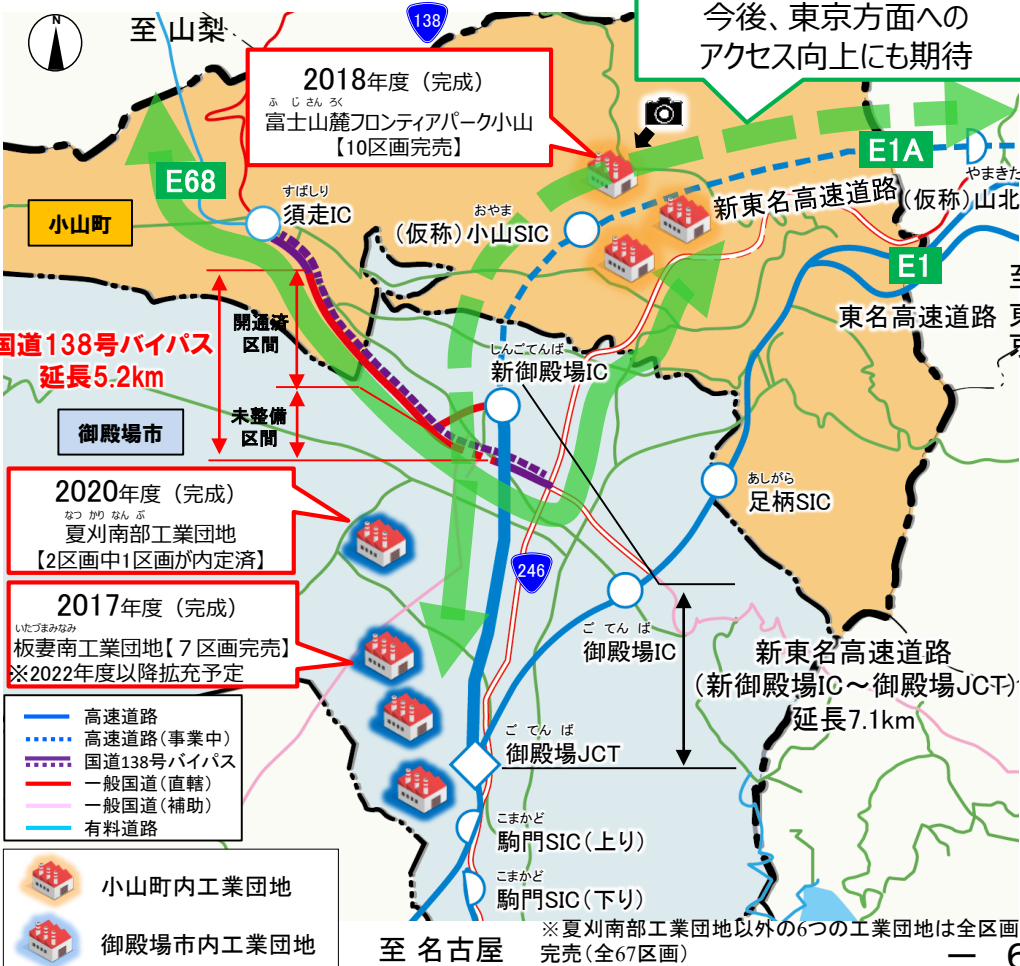 138
今後、東京方面への
アクセス向上にも期待
至 山梨
2018年度（完成）
ふ じ さん ろく
富士山麓フロンティアパーク小山
【10区画完売】
E1A
E68
やまきた
(仮称)山北
すばしり
須走IC
おやま
(仮称)小山SIC
新東名高速道路
小山町
E1
至
東
京
東名高速道路
開通済
区間
国道138号バイパス
延長5.2km
しんごてんば
新御殿場IC
未整備
区間
御殿場市
あしがら
足柄SIC
2020年度（完成）
なつ かり なん ぶ
夏刈南部工業団地
【2区画中1区画が内定済】
246
2017年度（完成）
いたづまみなみ
板妻南工業団地【７区画完売】
※2022年度以降拡充予定
ご てん ば
御殿場IC
新東名高速道路
(新御殿場IC～御殿場JCT)
延長7.1km
高速道路
高速道路(事業中)
国道138号バイパス
一般国道(直轄)
一般国道(補助)
有料道路
ご てん ば
御殿場JCT
こまかど
駒門SIC(上り)
こまかど
駒門SIC(下り)
小山町内工業団地
御殿場市内工業団地
至 名古屋
※夏刈南部工業団地以外の6つの工業団地は全区画
完売(全67区画)
－ 6